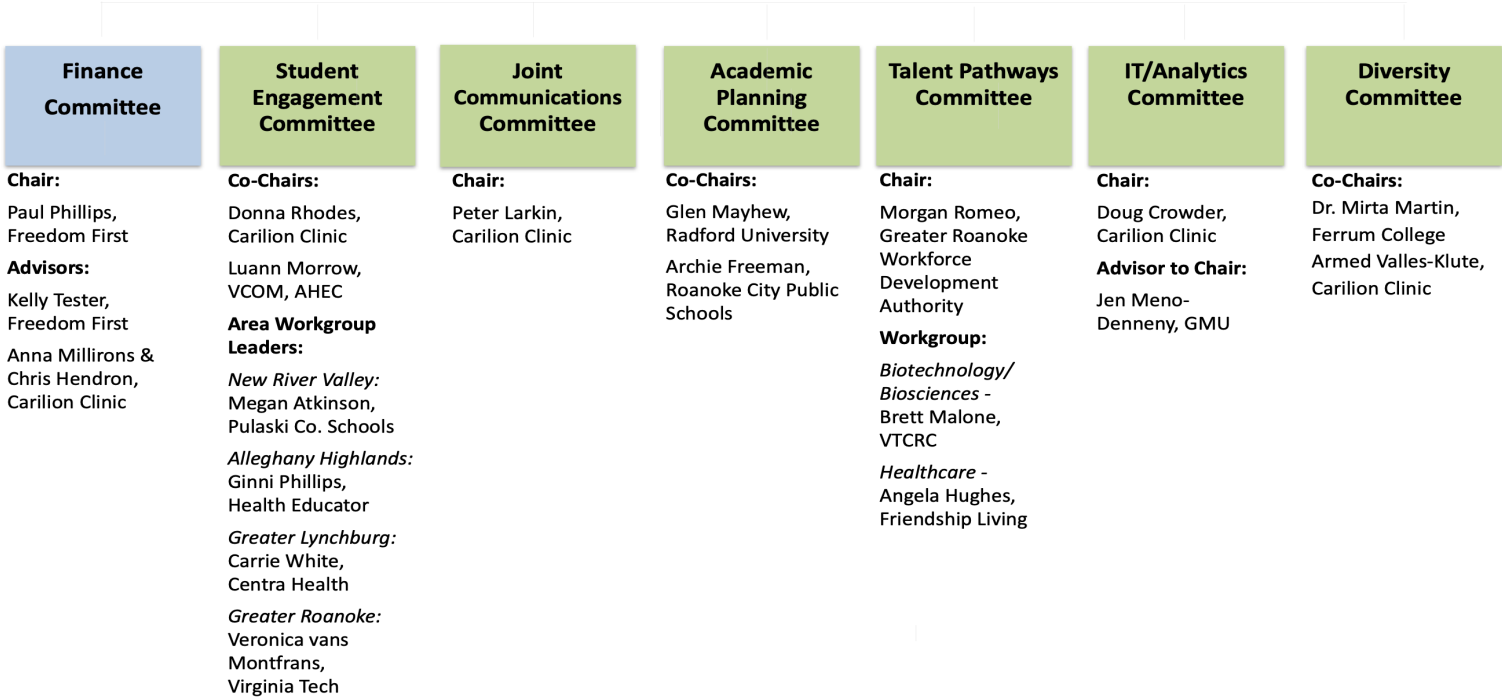 Finance
Committee
Chair:
Paul Phillips,
Freedom First
Advisors:
Kelly Tester,
Freedom First
Anna Millirons &
Chris Hendron,
Carilion Clinic
Student
Engagement
Committee
Co-Chairs:
Donna Rhodes,
Carilion Clinic
Luann Morrow,
VCOM, AHEC
Area Workgroup
Leaders:
New River Valley:
Megan Atkinson,
Pulaski Co. Schools
Alleghany Highlands:
Ginni Phillips,
Health Educator
Greater Lynchburg:
Carrie White,
Centra Health
Greater Roanoke:
Veronica vans
Montfrans,
Virginia Tech
Joint
Communications
Committee
Chair:
Peter Larkin,
Carilion Clinic
Academic
Planning
Committee
Co-Chairs:
Glen Mayhew,
Radford University
Archie Freeman,
Roanoke City Public
Schools
Talent Pathways
Committee
Chair:
Morgan Romeo,
Greater Roanoke
Workforce
Development
Authority
Workgroup:
Biotechnology/
Biosciences -
Brett Malone,
VTCRC
Healthcare -
Angela Hughes,
Friendship Living
IT/Analytics
Committee
Chair:
Doug Crowder,
Carilion Clinic
Advisor to Chair:
Jen Meno-
Denneny, GMU
Diversity
Committee
Co-Chairs:
Dr. Mirta Martin,
Ferrum College
Armed Valles-Klute,
Carilion Clinic